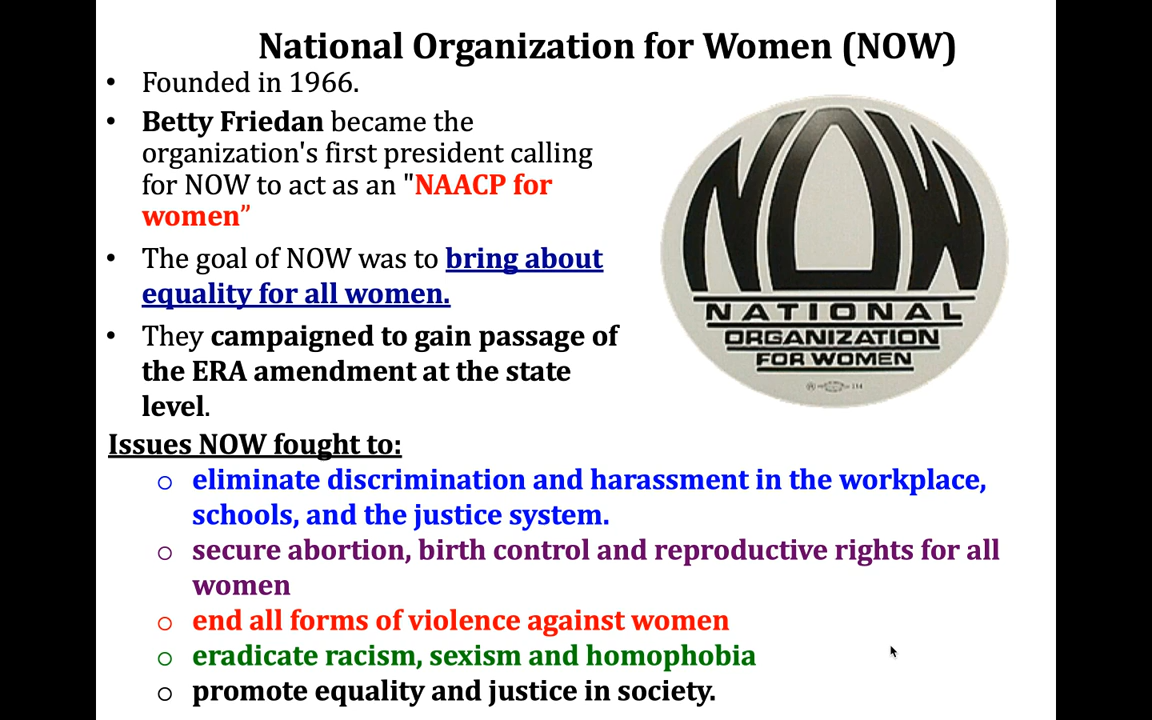 National Organization for Women (NOW)
• Founded in 1966.
• Betty Friedan became the
organization's first president calling
for NOW to act as an "NAACP for
women”
• The goal of NOW was to bring about
equality for all women.
• They campaigned to gain passage of
the ERA amendment at the state
level.
Issues NOW fought to:
o eliminate discrimination and harassment in the workplace,
schools, and the justice system.
o secure abortion, birth control and reproductive rights for all
women
o end all forms of violence against women
o eradicate racism, sexism and homophobia
o promote equality and justice in society.
NOW
NATIONAL
ORGANIZATION
FOR WOMEN